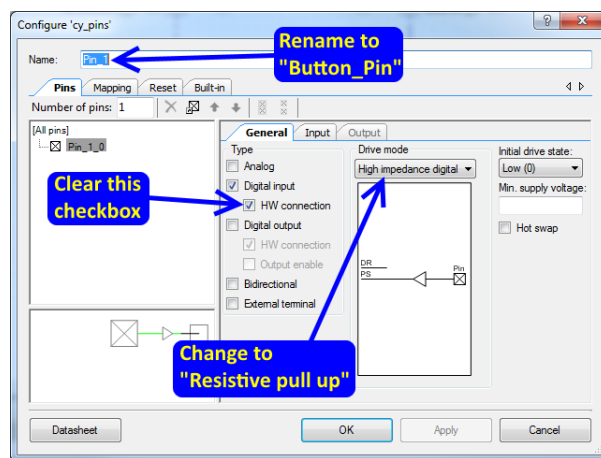 Configure 'cy_pins'
Rename to
"Button_Pin"
Name:
Pin_1
Pins
Mapping
Reset
Built-in
Number of pins:
1
[All pins]
Pin_1_0
Clear this
checkbox
General
Input
Output
Type
Analog
Digital input
HW connection
Digital output
HW connection
Output enable
Bidirectional
External terminal
Drive mode
High impedance digital
DR
PS
Pin
Initial drive state:
Low (0)
Min. supply voltage:
Hot swap
Change to
"Resistive pull up"
Datasheet
OK
Apply
Cancel